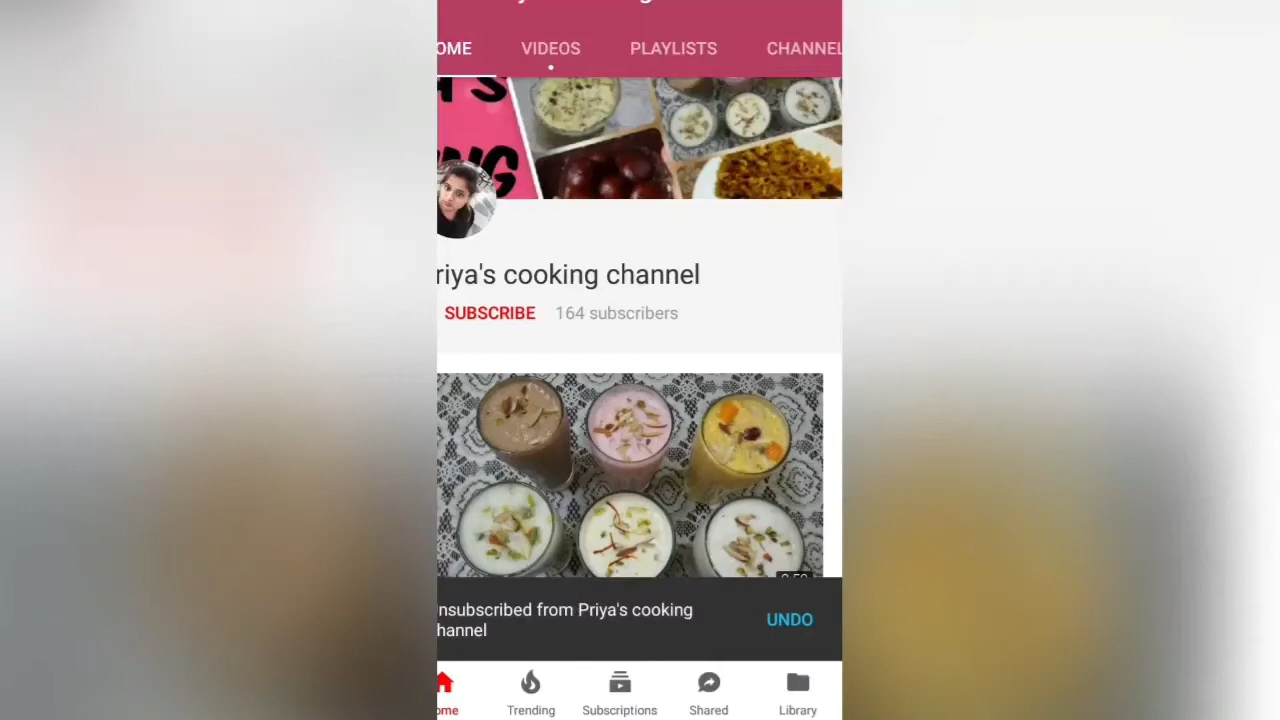 OME VIDEOS PLAYLISTS CHANNEL
A'S
NG
riya's cooking channel
SUBSCRIBE 164 subscribers
nsubscribed from Priya's cooking
hannel
UNDO
ome Trending Subscriptions Shared Library